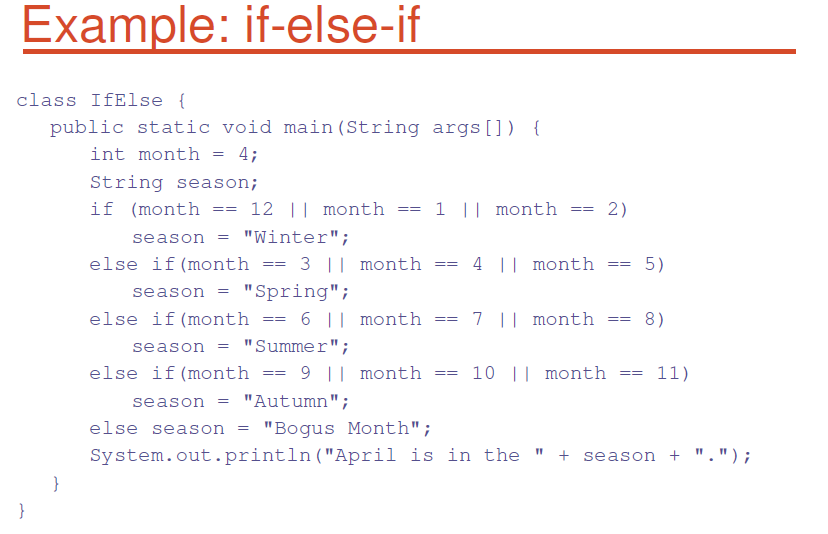 Example: if-else-if
class IfElse {
public static void main(String args[]) {
int month = 4;
String season;
if (month == 12 || month == 1 || month == 2)
season = "Winter";
else if(month == 3 || month == 4 || month == 5)
season = "Spring";
else if(month == 6 || month == 7 || month == 8)
season = "Summer";
else if(month == 9 || month == 10 || month == 11)
season = "Autumn";
else season = "Bogus Month";
System.out.println("April is in the " + season + ".");
}
}